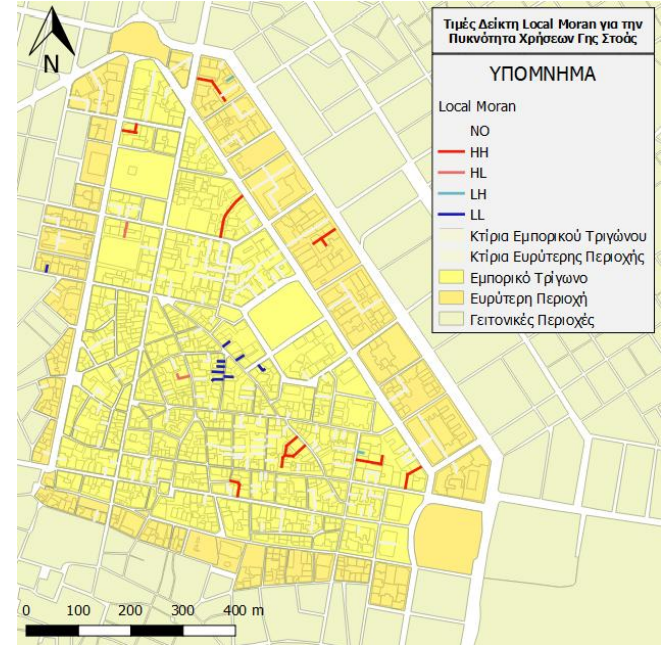 N
Τιμές Δείκτη Local Moran για την
Πυκνότητα Χρήσεων Γης Στοάς
ΥΠΟΜΝΗΜΑ
Local Moran
NO
HH
HL
LH
LL
Κτίρια Εμπορικού Τριγώνου
Κτίρια Ευρύτερης Περιοχής
Εμπορικό Τρίγωνο
Ευρύτερη Περιοχή
Γειτονικές Περιοχές
0 100 200 300 400 m